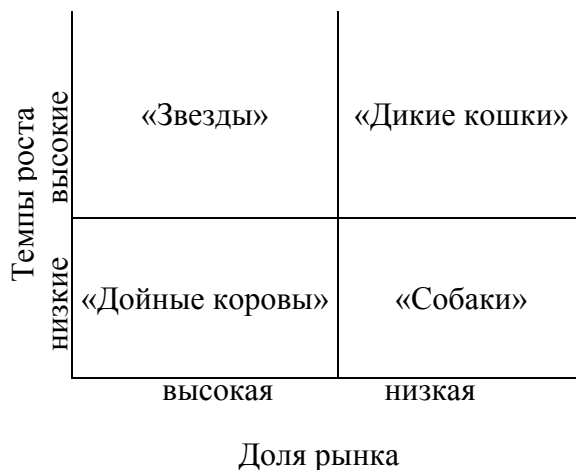 Темпы роста
высокие
«Звезды» «Дикие кошки»
низкие
«Дойные коровы» «Собаки»
высокая низкая
Доля рынка